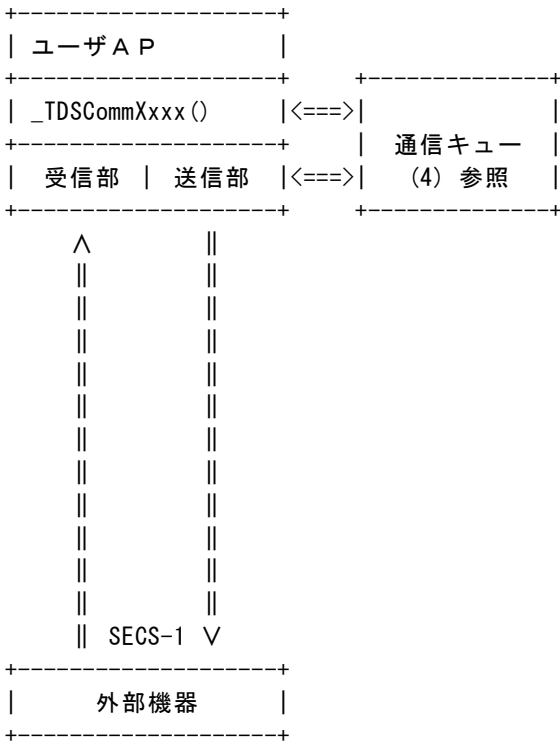 ユーザＡＰ
_TDSCommXxxx()
受信部 | 送信部
<===>
<===>
通信キュー
(4) 参照
SECS-1
外部機器